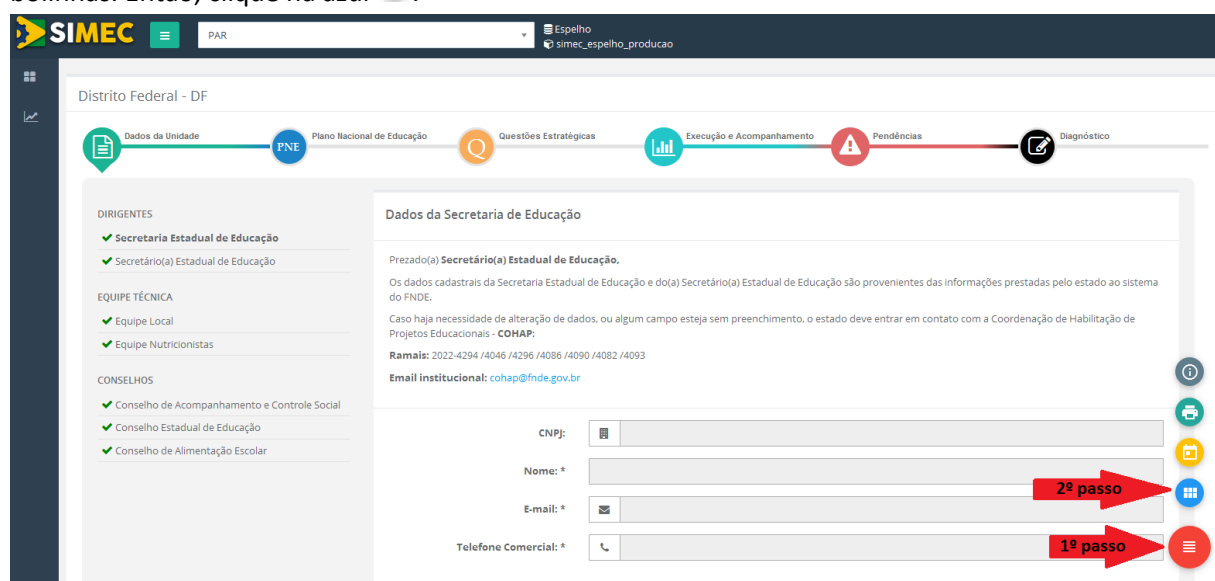 SIMEC
PAR
Espelho
simec_espelho_producao
Distrito Federal - DF
Dados da Unidade
PNE
Plano Nacional de Educação
Q
Questões Estratégicas
Execução e Acompanhamento
Pendências
Diagnóstico
DIRIGENTES
Secretaria Estadual de Educação
Secretário(a) Estadual de Educação
EQUIPE TÉCNICA
Equipe Local
Equipe Nutricionistas
CONSELHOS
Conselho de Acompanhamento e Controle Social
Conselho Estadual de Educação
Conselho de Alimentação Escolar
Dados da Secretaria de Educação
Prezado(a) Secretário(a) Estadual de Educação,
Os dados cadastrais da Secretaria Estadual de Educação e do(a) Secretário(a) Estadual de Educação são provenientes das informações prestadas pelo estado ao sistema
do FNDE.
Caso haja necessidade de alteração de dados, ou algum campo esteja sem preenchimento, o estado deve entrar em contato com a Coordenação de Habilitação de
Projetos Educacionais - COHAP:
Ramais: 2022-4294 /4046 /4296 /4086 /4090 /4082 /4093
Email institucional: cohap@fnde.gov.br
CNPJ:
Nome: *
E-mail: *
Telefone Comercial: *
2º passo
1º passo